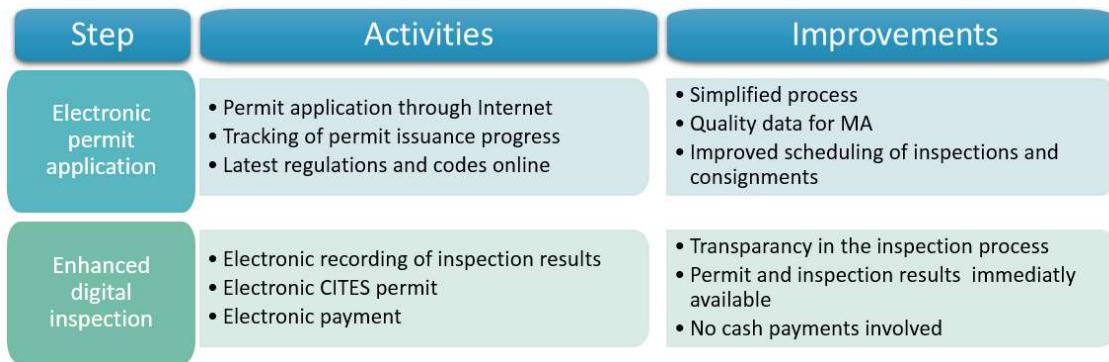 Step
Activities
Improvements
Electronic
permit
application
• Permit application through Internet
• Tracking of permit issuance progress
• Latest regulations and codes online
• Simplified process
• Quality data for MA
• Improved scheduling of inspections and
consignments
Enhanced
digital
inspection
• Electronic recording of inspection results
• Electronic CITES permit
• Electronic payment
• Transparancy in the inspection process
• Permit and inspection results immediatly
available
• No cash payments involved